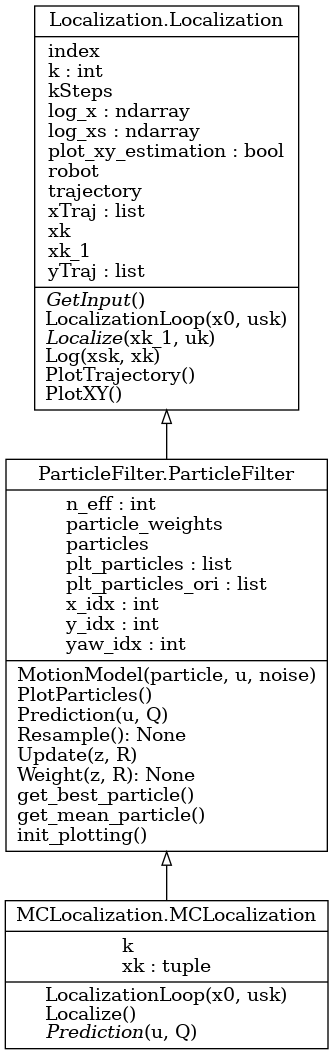 Localization.Localization
index
k : int
kSteps
log_x : ndarray
log_xs : ndarray
plot_xy_estimation : bool
robot
trajectory
xTraj : list
xk
xk_1
yTraj : list
GetInput()
LocalizationLoop(x0, usk)
Localize(xk_1, uk)
Log(xsk, xk)
PlotTrajectory()
PlotXY()
ParticleFilter.ParticleFilter
n_eff : int
particle_weights
particles
plt_particles : list
plt_particles_ori : list
x_idx : int
y_idx : int
yaw_idx : int
MotionModel(particle, u, noise)
PlotParticles()
Prediction(u, Q)
Resample(): None
Update(z, R)
Weight(z, R): None
get_best_particle()
get_mean_particle()
init_plotting()
MCLocalization.MCLocalization
k
xk : tuple
LocalizationLoop(x0, usk)
Localize()
Prediction(u, Q)